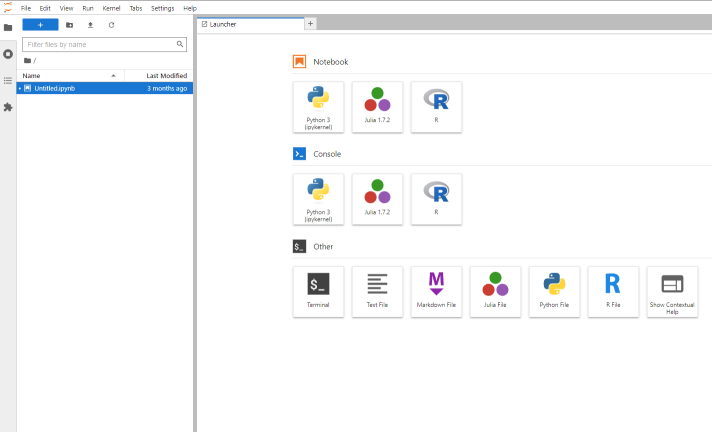 File Edit View Run Kernel Tabs Settings Help
+
Filter files by name
/
Name Last Modified
Untitled.ipynb 3 months ago
Launcher +
Notebook
Python 3
(ipykernel)
Julia 1.7.2
R
Console
Python 3
(ipykernel)
Julia 1.7.2
R
$_ Other
$_
Terminal
Text File
M
Markdown File
Julia File
Python File
R
R File
Show Contextual
Help